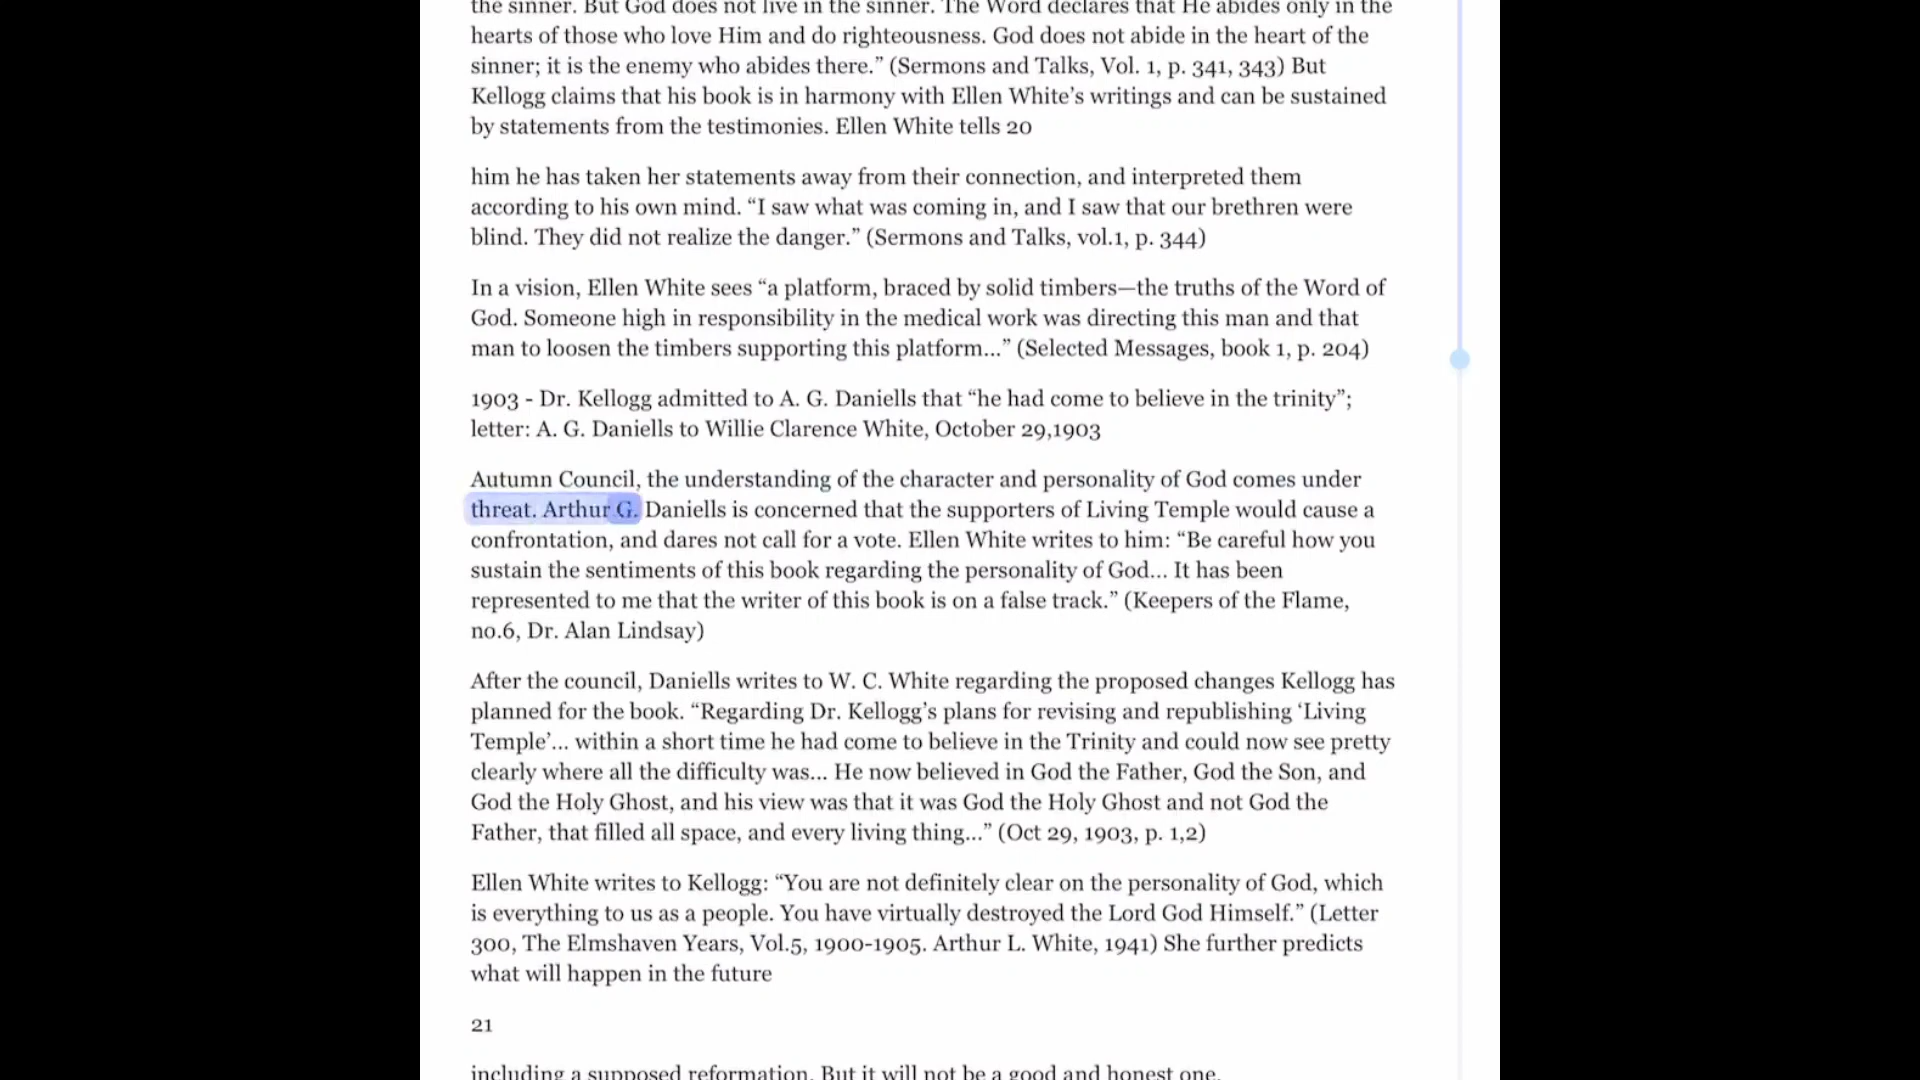 the sinner. But God does not live in the sinner. The Word declares that He abides only in the
hearts of those who love Him and do righteousness. God does not abide in the heart of the
sinner; it is the enemy who abides there.” (Sermons and Talks, Vol. 1, p. 341, 343) But
Kellogg claims that his book is in harmony with Ellen White’s writings and can be sustained
by statements from the testimonies. Ellen White tells 20
him he has taken her statements away from their connection, and interpreted them
according to his own mind. “I saw what was coming in, and I saw that our brethren were
blind. They did not realize the danger.” (Sermons and Talks, vol.1, p. 344)
In a vision, Ellen White sees “a platform, braced by solid timbers—the truths of the Word of
God. Someone high in responsibility in the medical work was directing this man and that
man to loosen the timbers supporting this platform...” (Selected Messages, book 1, p. 204)
1903 - Dr. Kellogg admitted to A. G. Daniells that “he had come to believe in the trinity”;
letter: A. G. Daniells to Willie Clarence White, October 29,1903
Autumn Council, the understanding of the character and personality of God comes under
threat. Arthur G. Daniells is concerned that the supporters of Living Temple would cause a
confrontation, and dares not call for a vote. Ellen White writes to him: “Be careful how you
sustain the sentiments of this book regarding the personality of God... It has been
represented to me that the writer of this book is on a false track.” (Keepers of the Flame,
no.6, Dr. Alan Lindsay)
After the council, Daniells writes to W. C. White regarding the proposed changes Kellogg has
planned for the book. “Regarding Dr. Kellogg’s plans for revising and republishing ‘Living
Temple’... within a short time he had come to believe in the Trinity and could now see pretty
clearly where all the difficulty was... He now believed in God the Father, God the Son, and
God the Holy Ghost, and his view was that it was God the Holy Ghost and not God the
Father, that filled all space, and every living thing...” (Oct 29, 1903, p. 1,2)
Ellen White writes to Kellogg: “You are not definitely clear on the personality of God, which
is everything to us as a people. You have virtually destroyed the Lord God Himself.” (Letter
300, The Elmshaven Years, Vol.5, 1900-1905. Arthur L. White, 1941) She further predicts
what will happen in the future
21
including a supposed reformation. But it will not be a good and honest one.